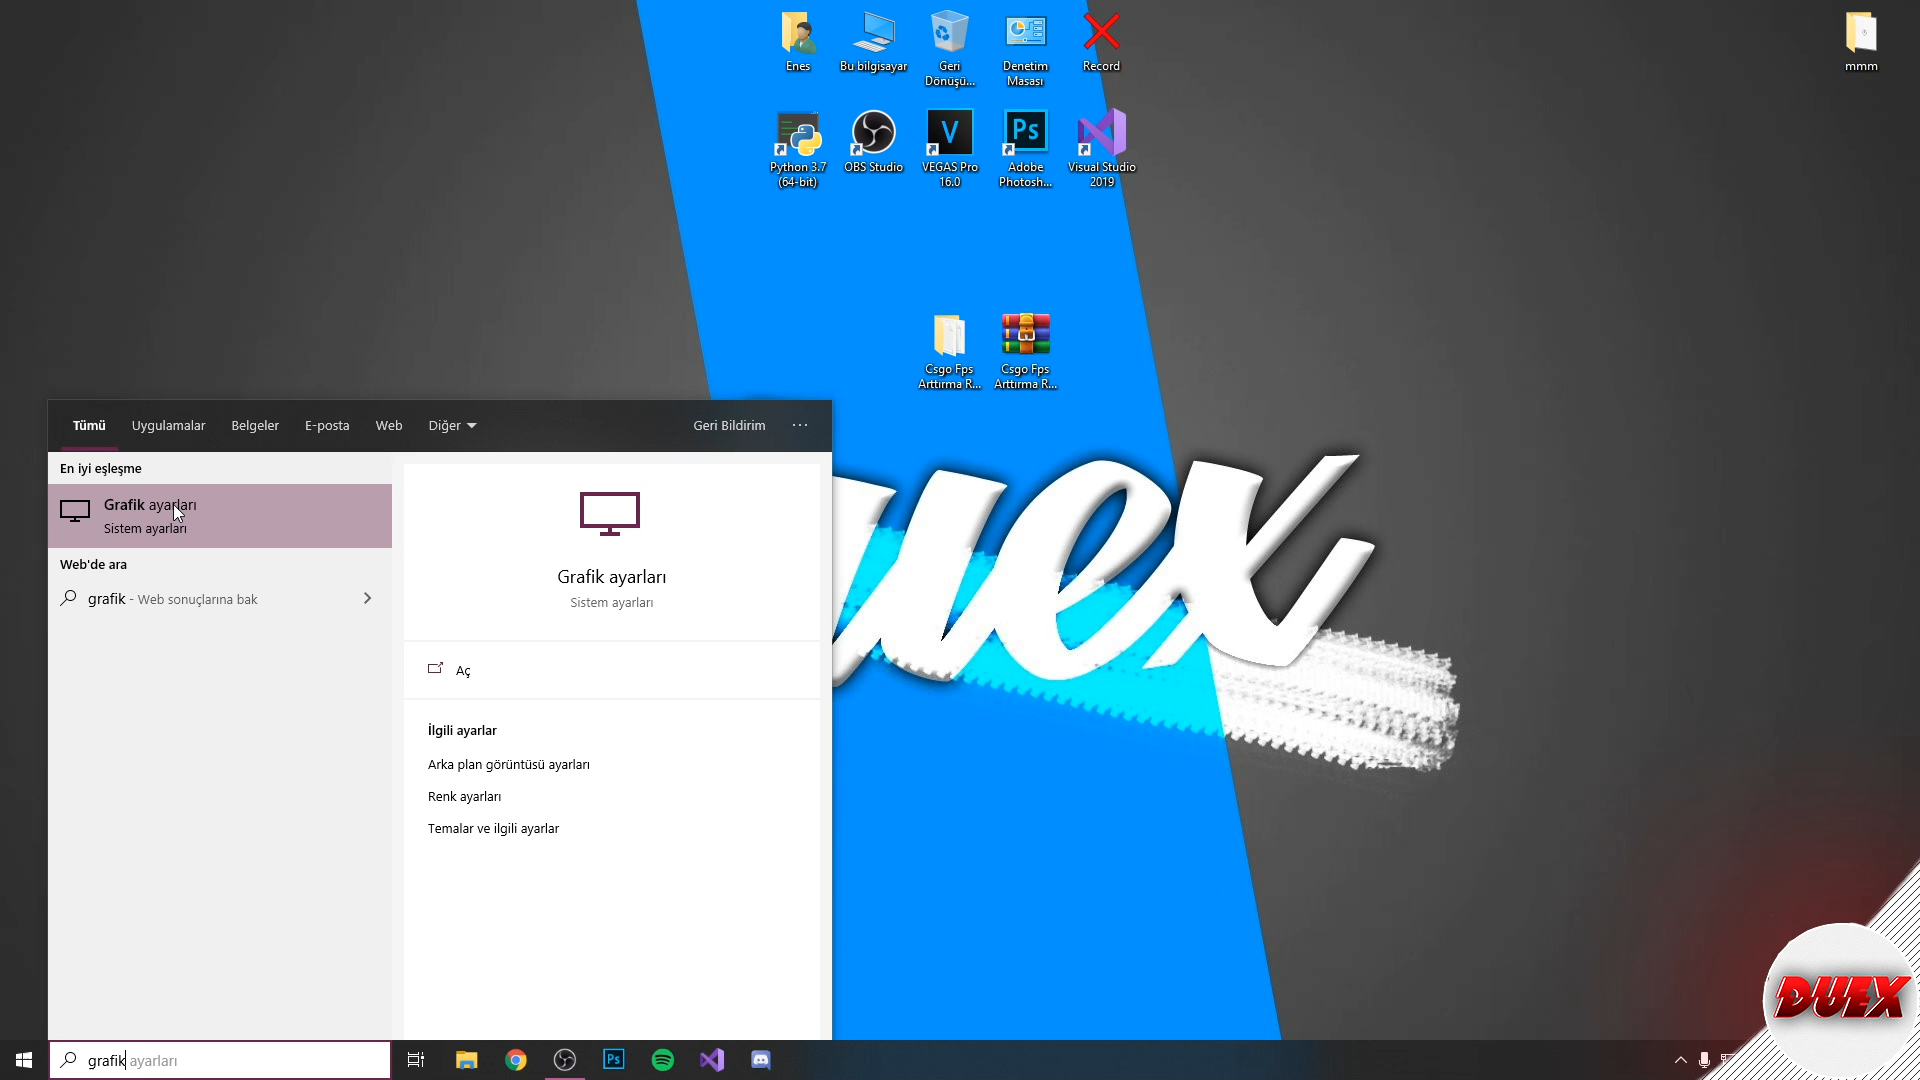 Enes
Bu bilgisayar
Geri
Dönüşü...
Denetim
Masası
Record
mmm
Python 3.7
(64-bit)
OBS Studio
VEGAS Pro
16.0
Adobe
Photosh...
Visual Studio
2019
V
Ps
Csgo Fps
Arttırma R...
Csgo Fps
Arttırma R...
Tümü
Uygulamalar
Belgeler
E-posta
Web
Diğer
Geri Bildirim
...
En iyi eşleşme
Grafik ayarları
Sistem ayarları
Web'de ara
grafik - Web sonuçlarına bak
Grafik ayarları
Sistem ayarları
Aç
İlgili ayarlar
Arka plan görüntüsü ayarları
Renk ayarları
Temalar ve ilgili ayarlar
uex
DUEX
grafik ayarları
Ps